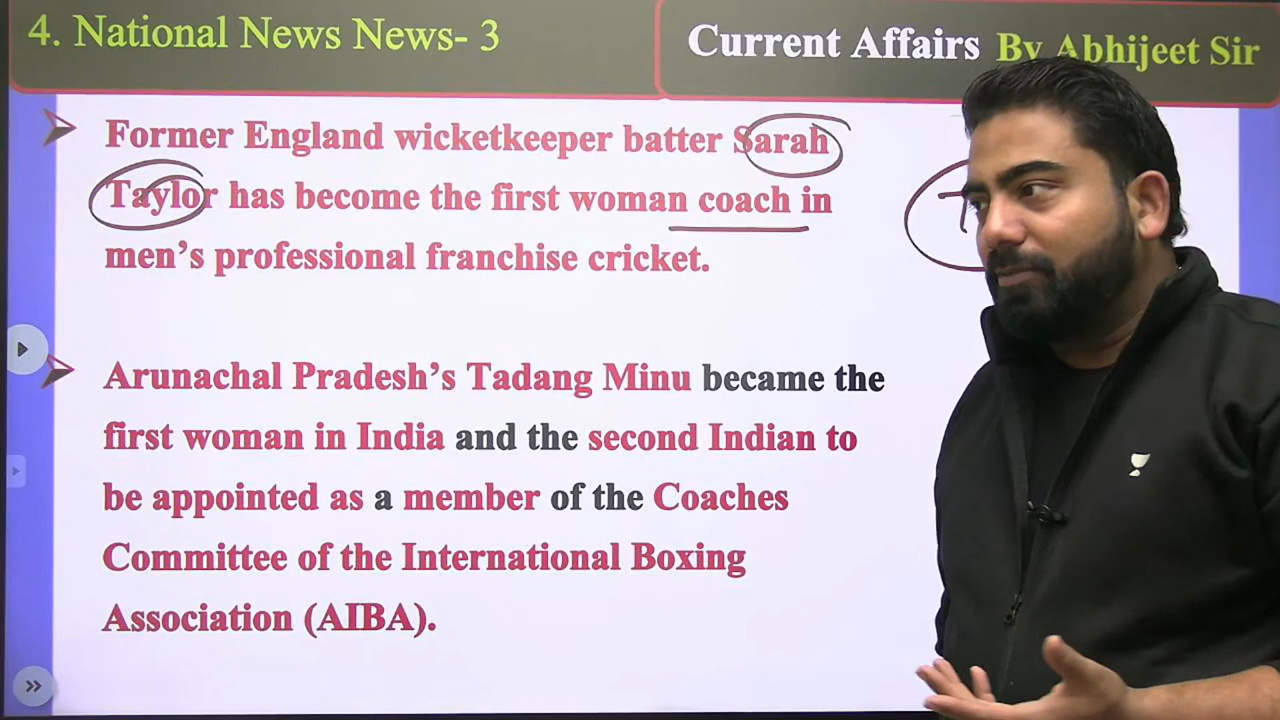 4. National News News- 3
Current Affairs By Abhijeet Sir
Former England wicketkeeper batter Sarah
Taylor has become the first woman coach in
men’s professional franchise cricket.
Arunachal Pradesh’s Tadang Minu became the
first woman in India and the second Indian to
be appointed as a member of the Coaches
Committee of the International Boxing
Association (AIBA).